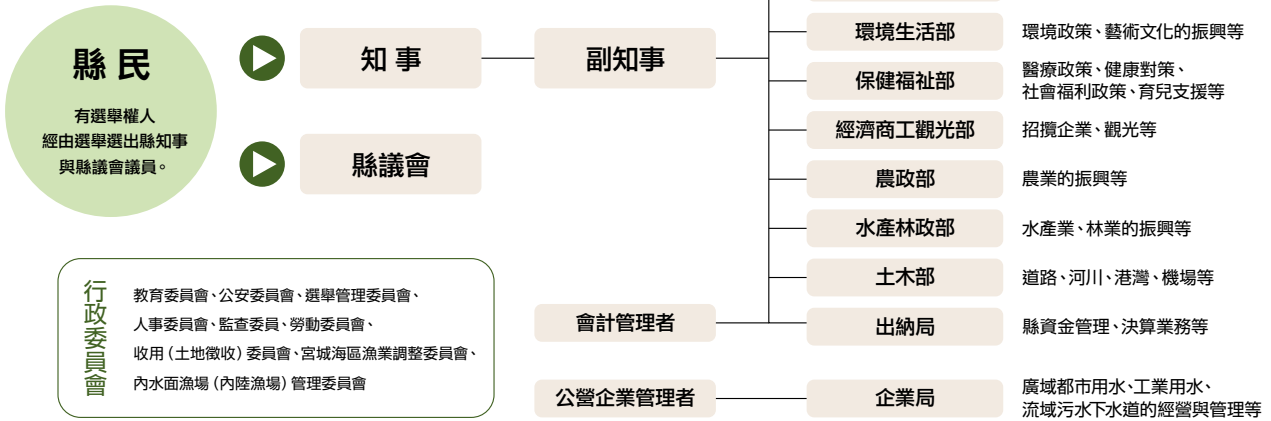 縣民
有選舉權人
經由選舉選出縣知事
與縣議會議員。
知事
副知事
縣議會
環境生活部
環境政策、藝術文化的振興等
保健福祉部
醫療政策、健康對策、
社會福利政策、育兒支援等
經濟商工觀光部
招攬企業、觀光等
農政部
農業的振興等
水產林政部
水產業、林業的振興等
土木部
道路、河川、港灣、機場等
會計管理者
出納局
縣資金管理、決算業務等
公營企業管理者
企業局
廣域都市用水、工業用水、
流域污水下水道的經營與管理等
行政委員會
教育委員會、公安委員會、選舉管理委員會、
人事委員會、監查委員、勞動委員會、
收用（土地徵收）委員會、宮城海區漁業調整委員會、
內水面漁場（內陸漁場）管理委員會